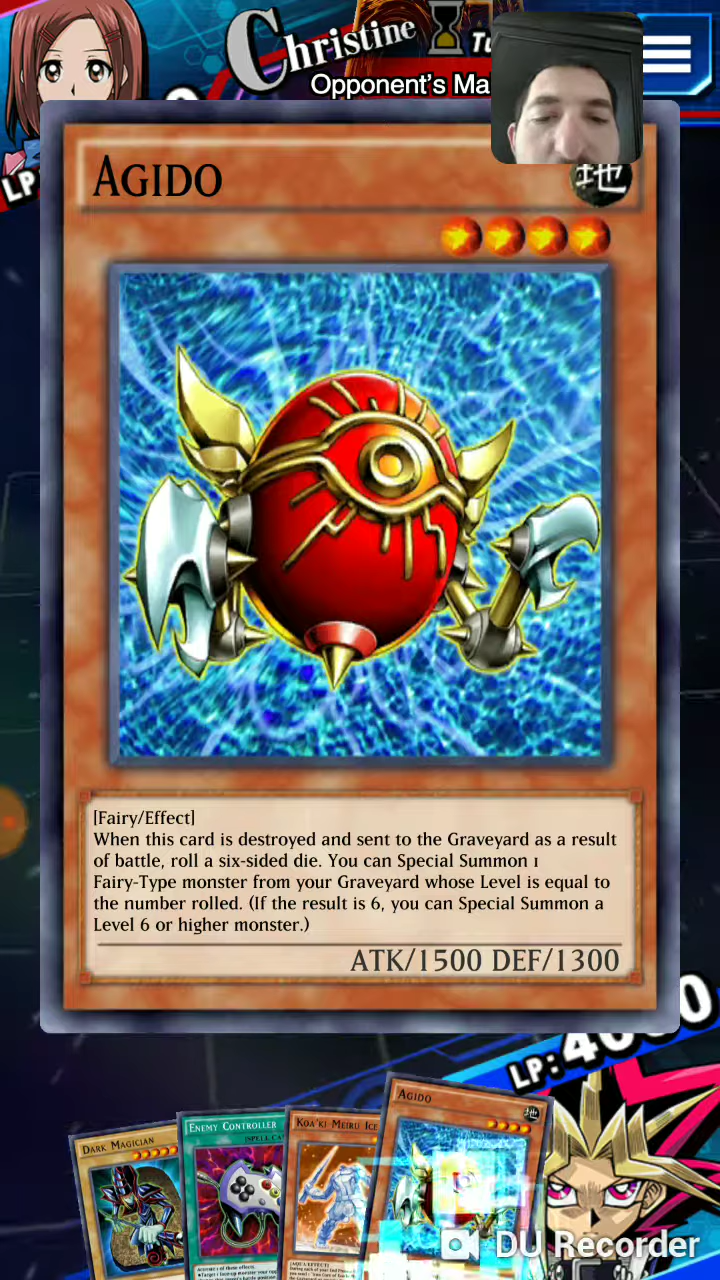 Christine
Opponent's Ma
LP:
AGIDO
地
[Fairy/Effect]
When this card is destroyed and sent to the Graveyard as a result
of battle, roll a six-sided die. You can Special Summon 1
Fairy-Type monster from your Graveyard whose Level is equal to
the number rolled. (If the result is 6, you can Special Summon a
Level 6 or higher monster.)
ATK/1500 DEF/1300
LP: 4000
DARK MAGICIAN
ENEMY CONTROLLER
KOA'KI MEIRU ICE
AGIDO
DU Recorder